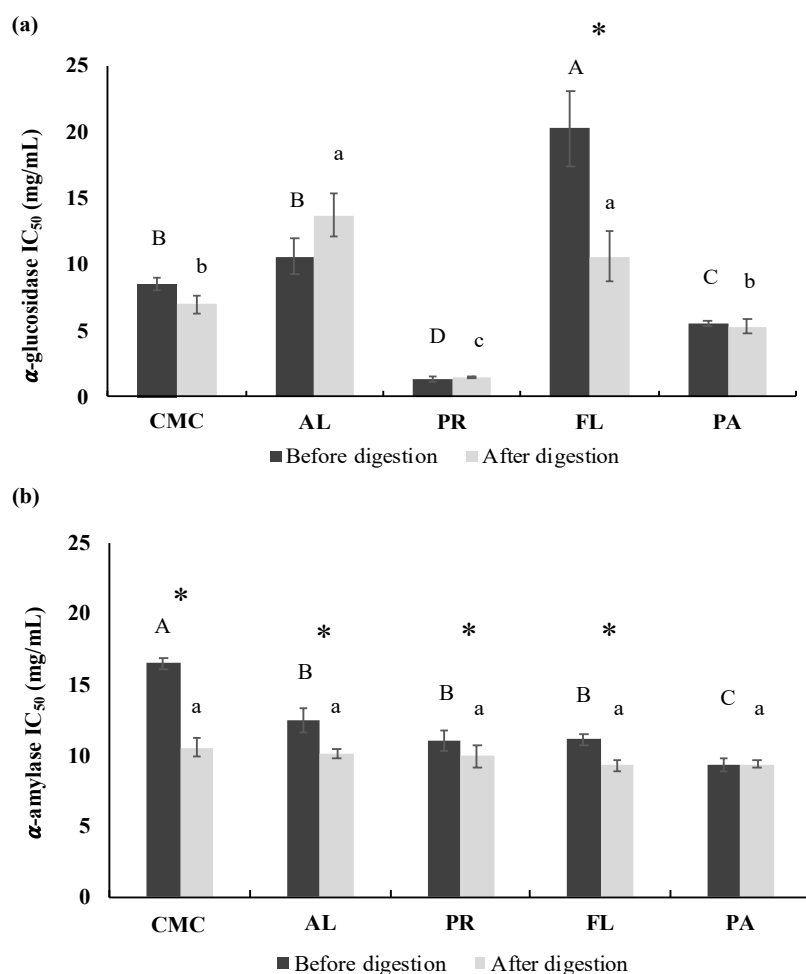 (a)
*
A
25
20
15
10
5
0
α-glucosidase IC50 (mg/mL)
B b
B a
D c
a
C b
CMC AL PR FL PA
Before digestion After digestion
(b)
25
20
15
10
5
0
α-amylase IC50 (mg/mL)
* * * *
A a
B a
B a
B a
C a
CMC AL PR FL PA
Before digestion After digestion